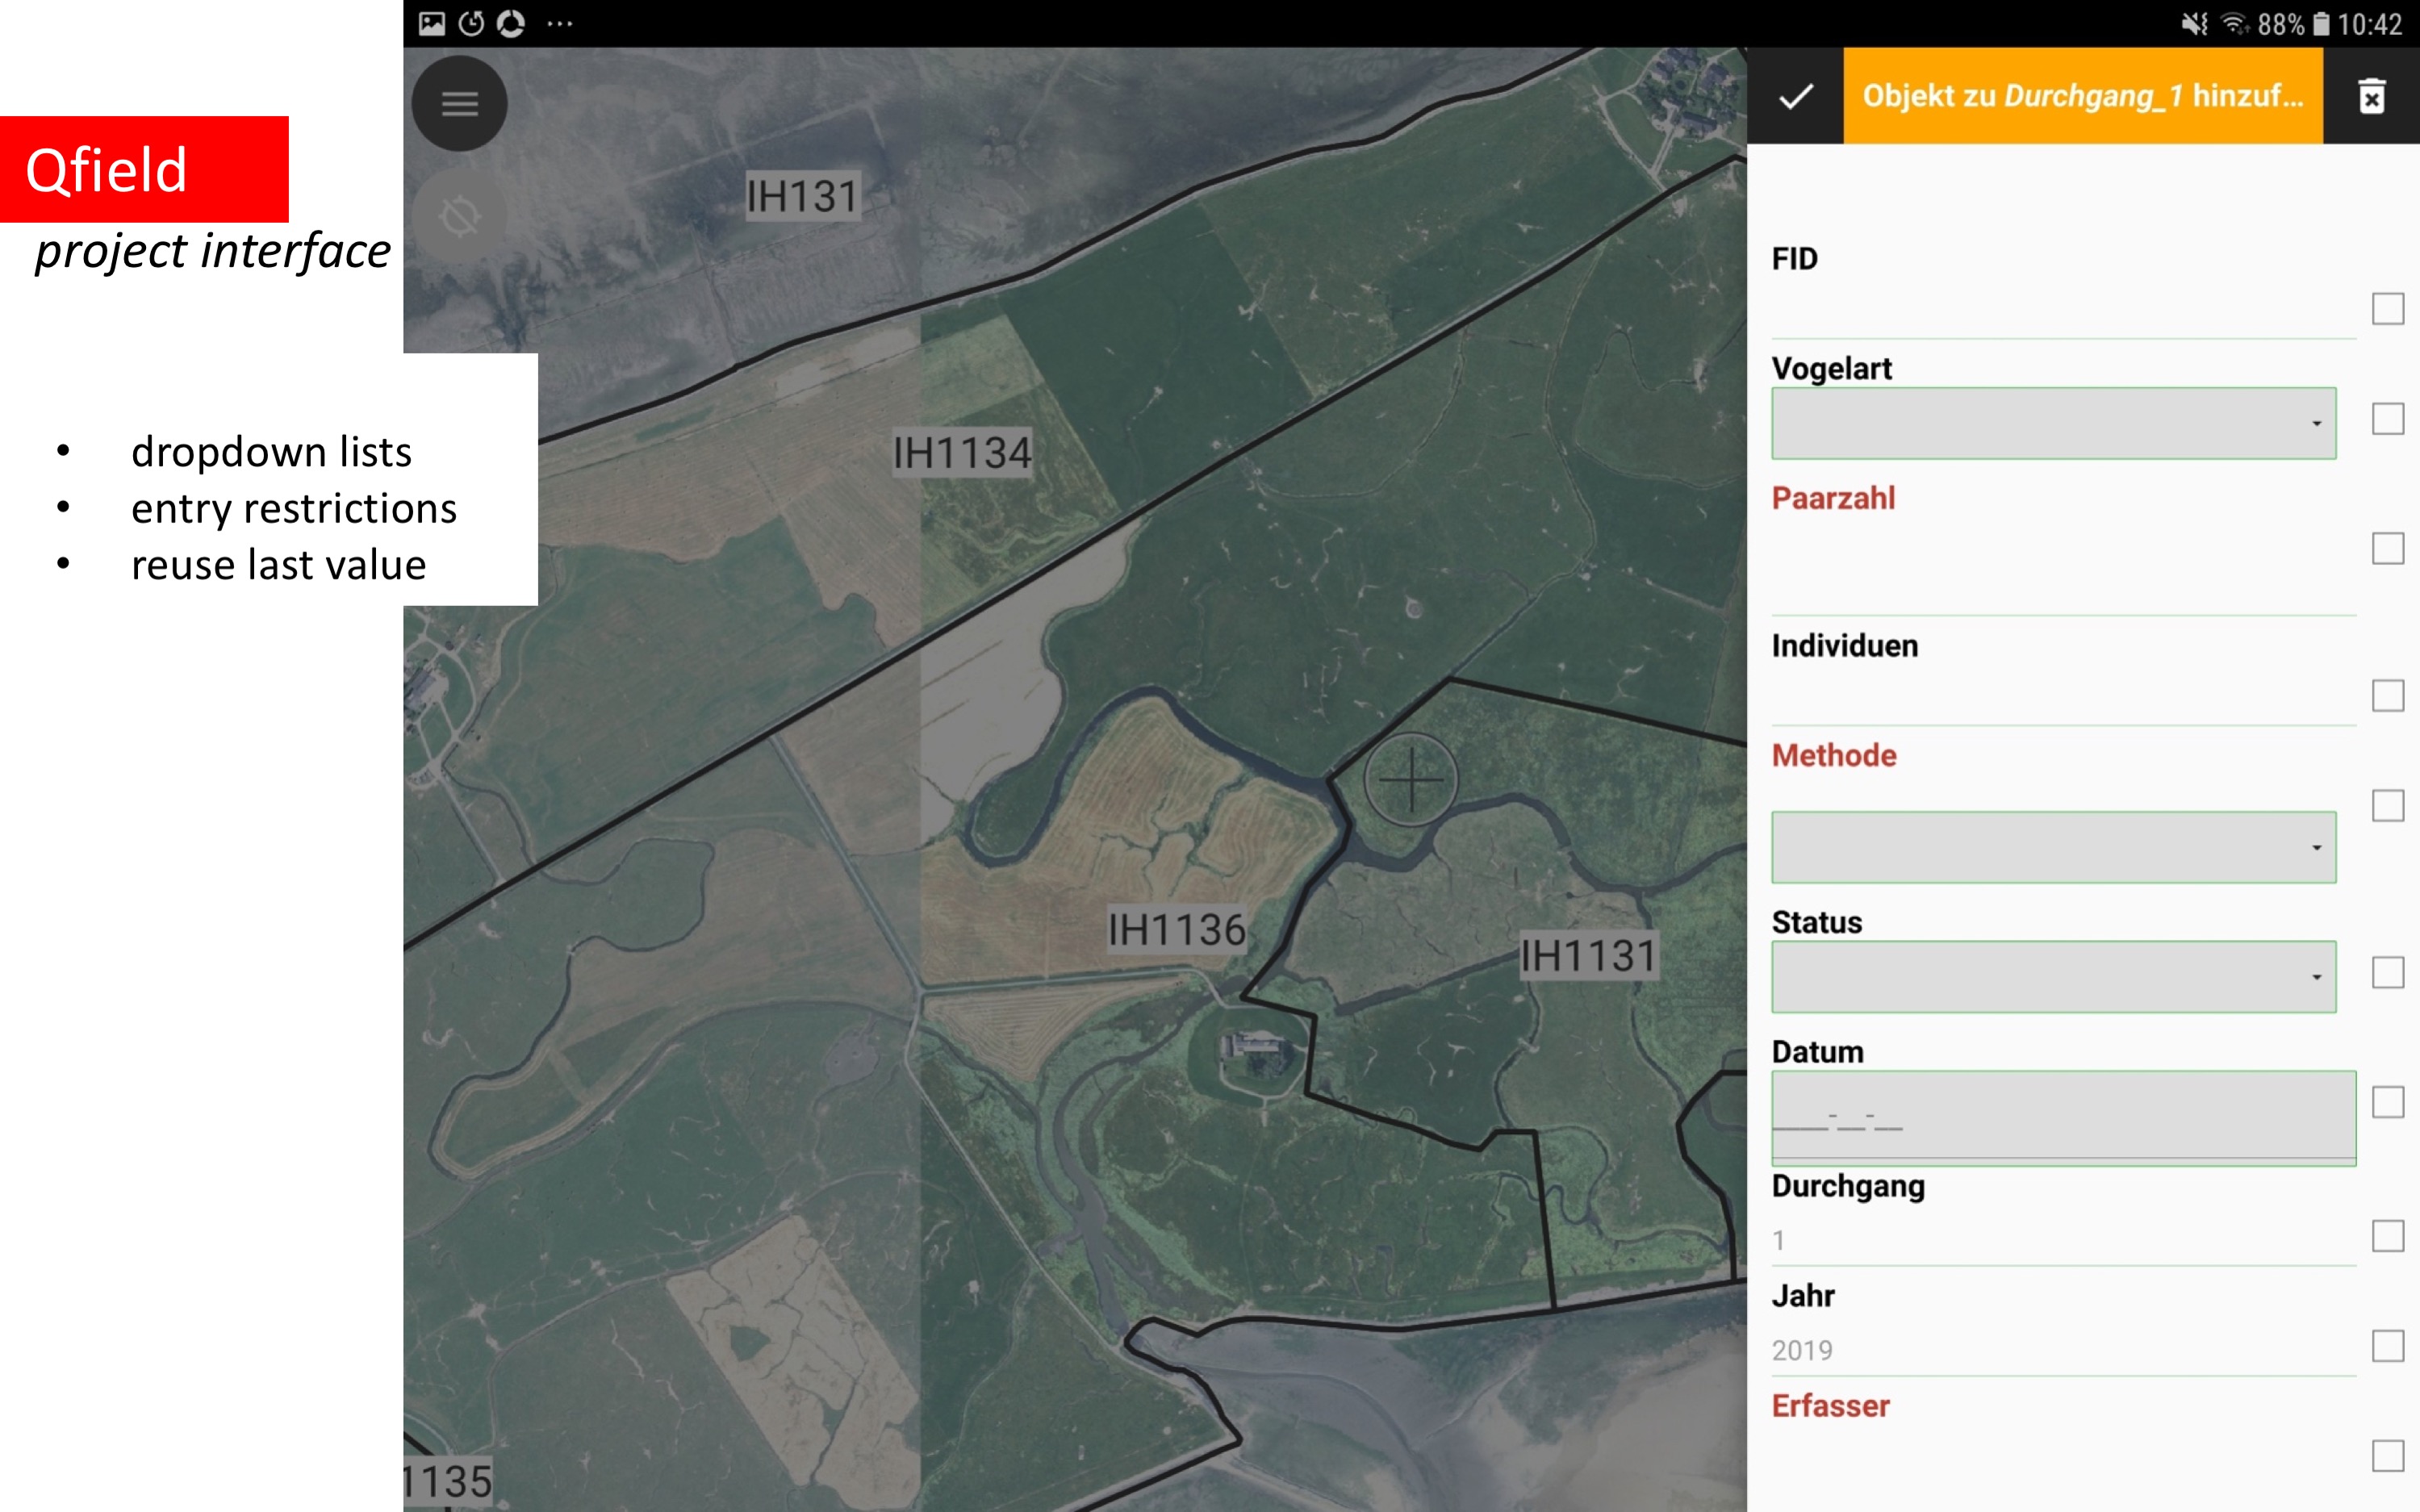 88% 10:42
Qfield
project interface
• dropdown lists
• entry restrictions
• reuse last value
IH131
IH1134
IH1136
IH1131
1135
Objekt zu Durchgang_1 hinzuf...
FID
Vogelart
Paarzahl
Individuen
Methode
Status
Datum
____-__-__
Durchgang
1
Jahr
2019
Erfasser